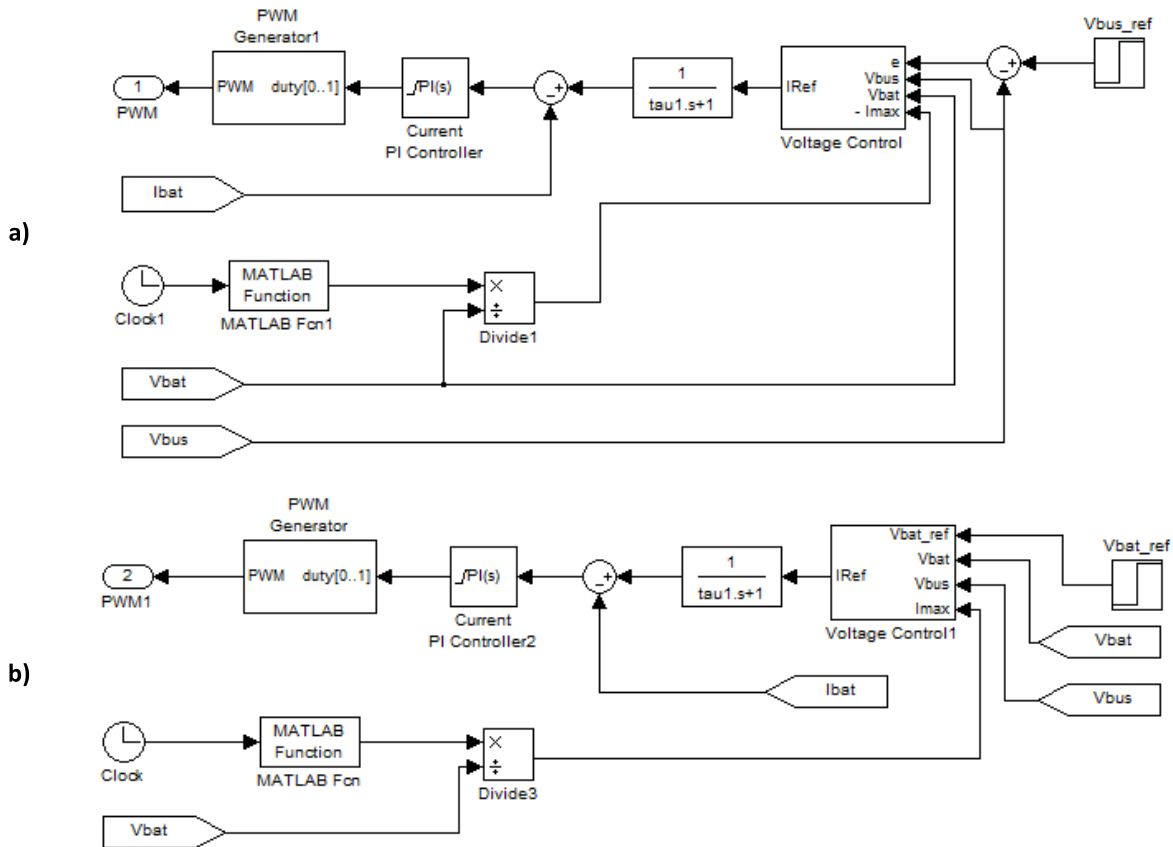 PWM
Generator1
Vbus_ref
1
PWM
PWM duty[0..1]
PI(s)
Current
PI Controller
- +
1
tau1.s+1
IRef
e
Vbus
Vbat
- Imax
Voltage Control
- +
Ibat
a)
Clock1
MATLAB
Function
MATLAB Fcn1
×
÷
Divide1
Vbat
Vbus
PWM
Generator
2
PWM1
PWM duty[0..1]
PI(s)
Current
PI Controller2
- +
1
tau1.s+1
IRef
Vbat_ref
Vbat
Vbus
Imax
Voltage Control1
Vbat_ref
Vbat
Vbus
Ibat
b)
Clock
MATLAB
Function
MATLAB Fcn
×
÷
Divide3
Vbat